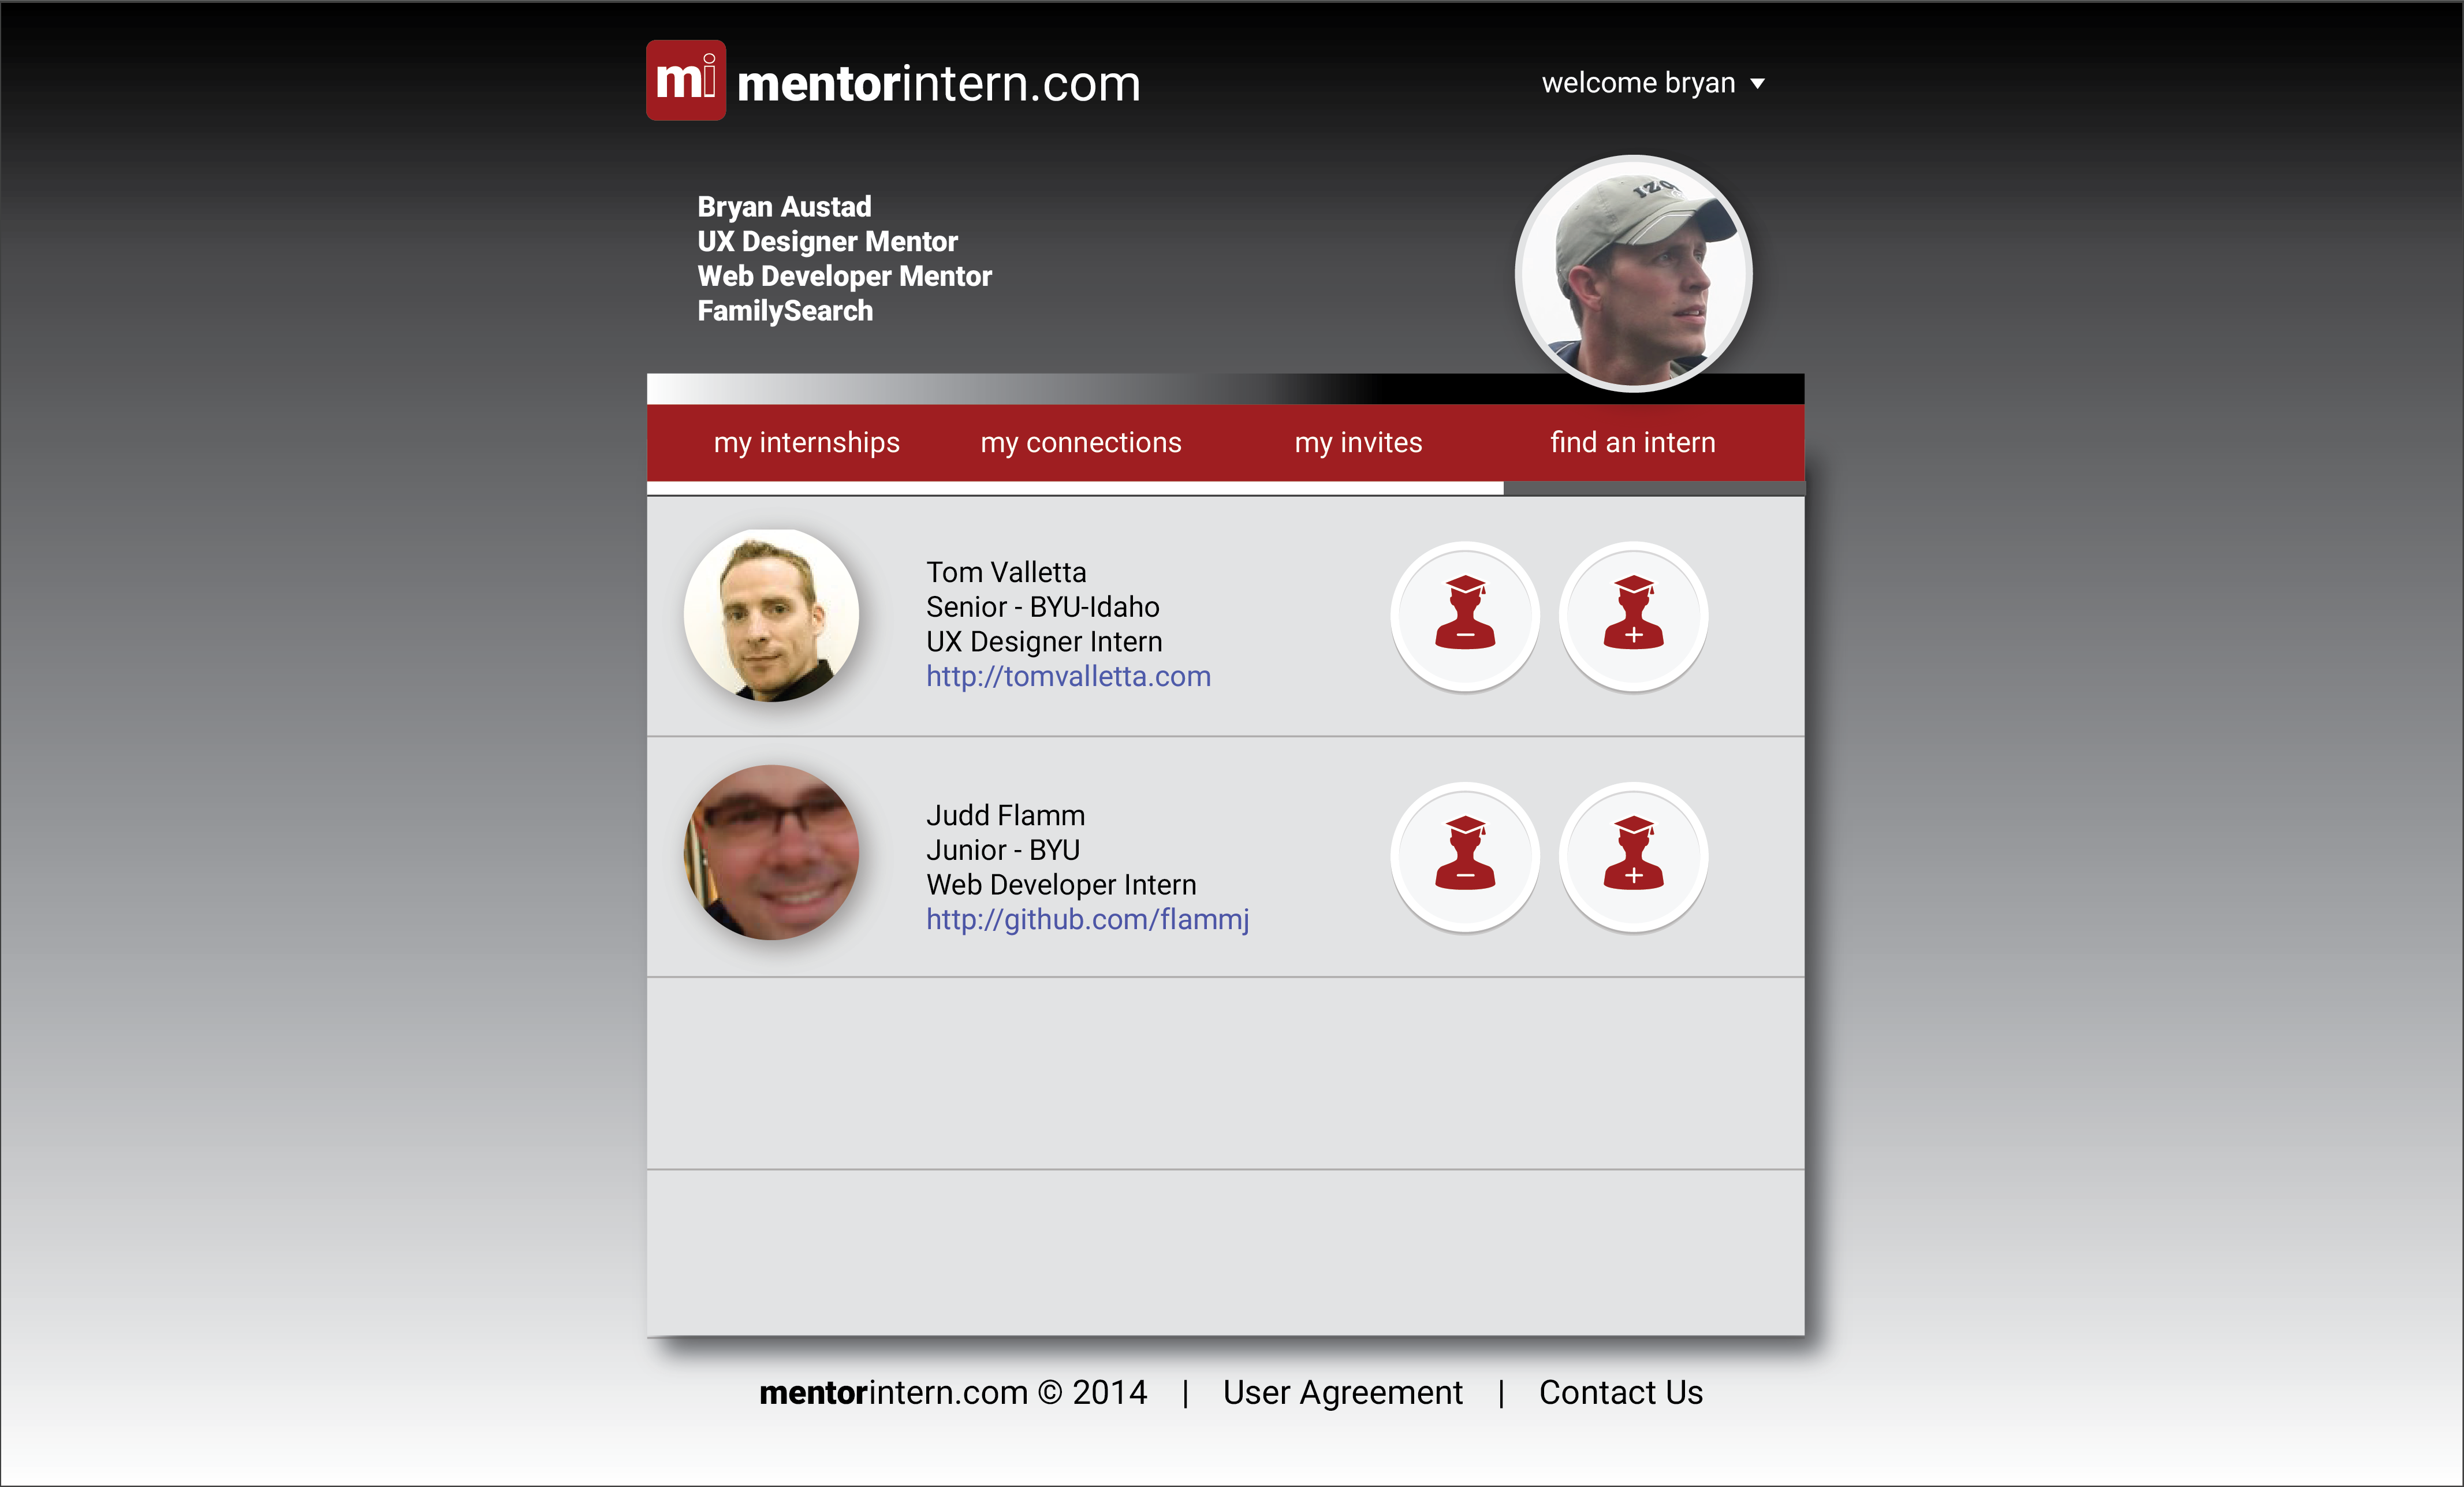 mi mentorintern.com
welcome bryan
Bryan Austad
UX Designer Mentor
Web Developer Mentor
FamilySearch
IZO
my internships my connections my invites find an intern
Tom Valletta
Senior - BYU-Idaho
UX Designer Intern
http://tomvalletta.com
Judd Flamm
Junior - BYU
Web Developer Intern
http://github.com/flammj
mentorintern.com © 2014 | User Agreement | Contact Us